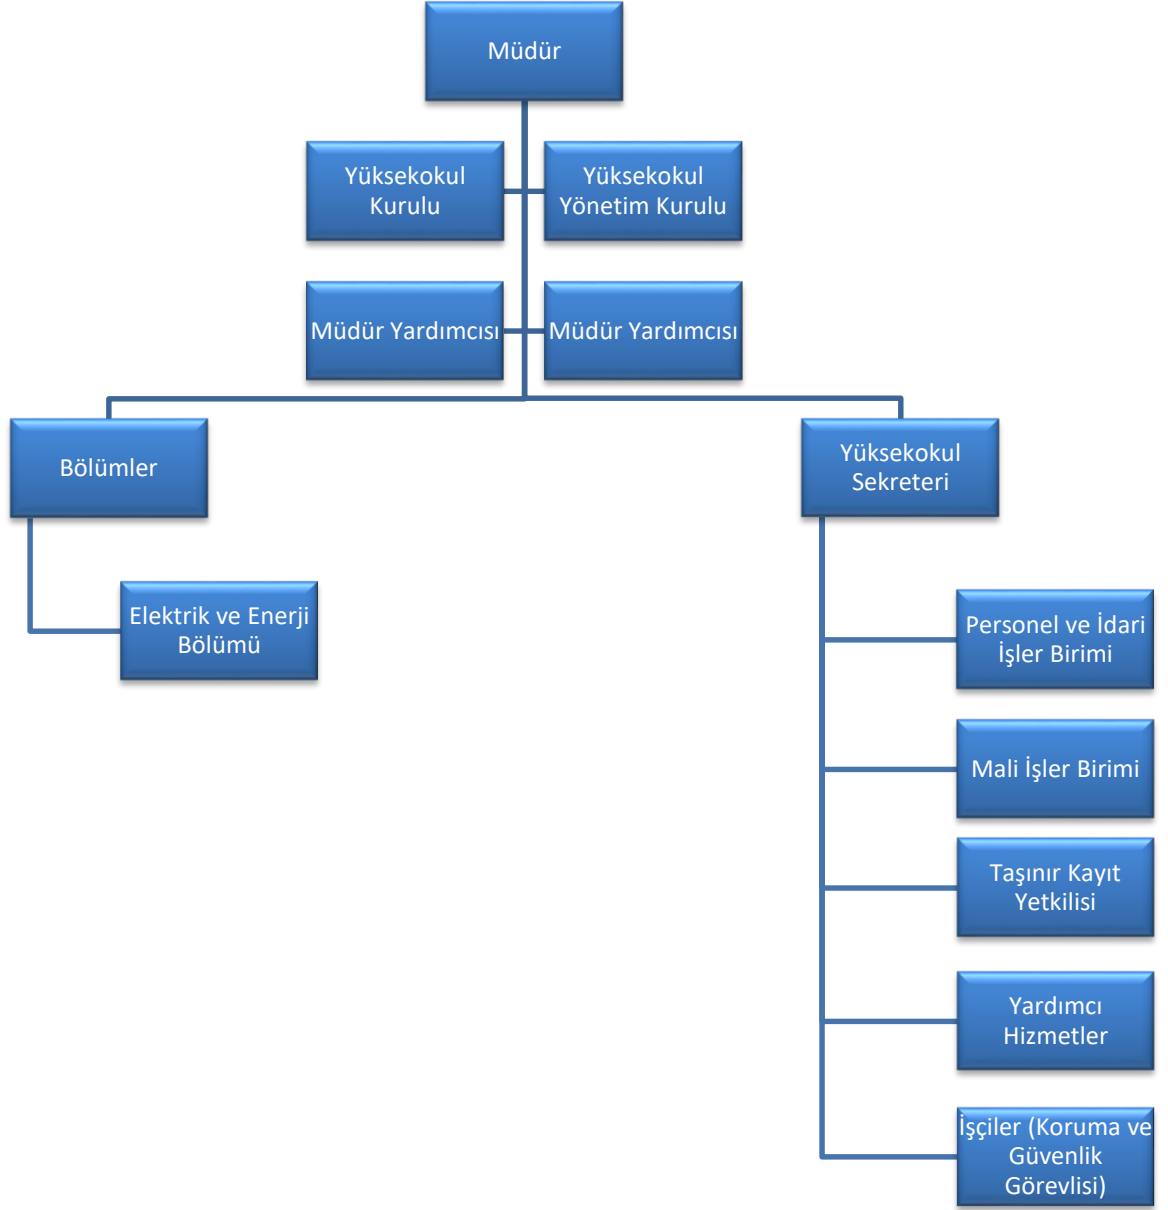 Müdür
Yüksekokul
Kurulu
Yüksekokul
Yönetim Kurulu
Müdür Yardımcısı
Müdür Yardımcısı
Bölümler
Yüksekokul
Sekreteri
Elektrik ve Enerji
Bölümü
Personel ve İdari
İşler Birimi
Mali İşler Birimi
Taşınır Kayıt
Yetkilisi
Yardımcı
Hizmetler
İşçiler (Koruma ve
Güvenlik
Görevlisi)